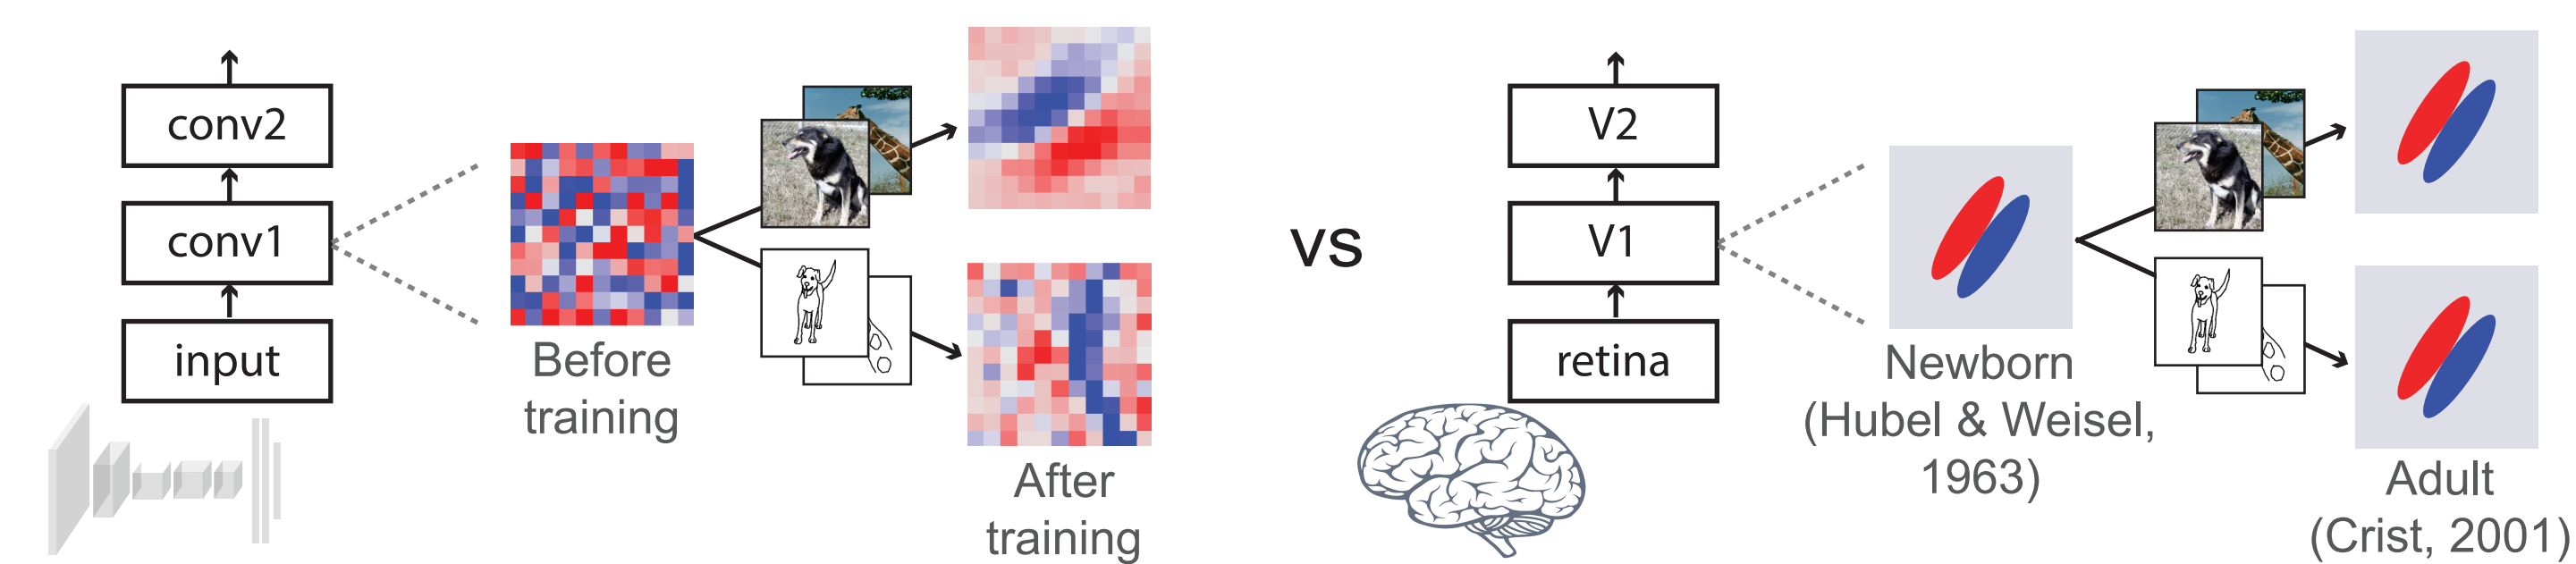 conv2
conv1
input
Before
training
After
training
vs
V2
V1
retina
Newborn
(Hubel & Weisel,
1963)
Adult
(Crist, 2001)